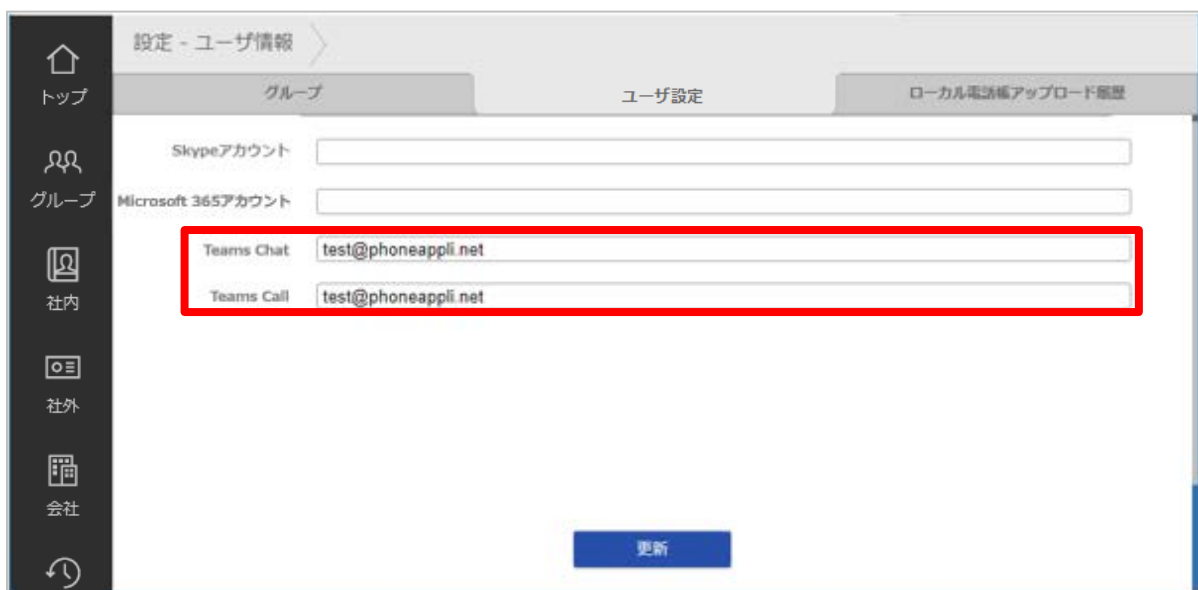 設定 - ユーザ情報
グループ
ユーザ設定
ローカル電話帳アップロード履歴
トップ
グループ
社内
社外
会社
Skypeアカウント
Microsoft 365アカウント
Teams Chat
test@phoneappli.net
Teams Call
test@phoneappli.net
更新